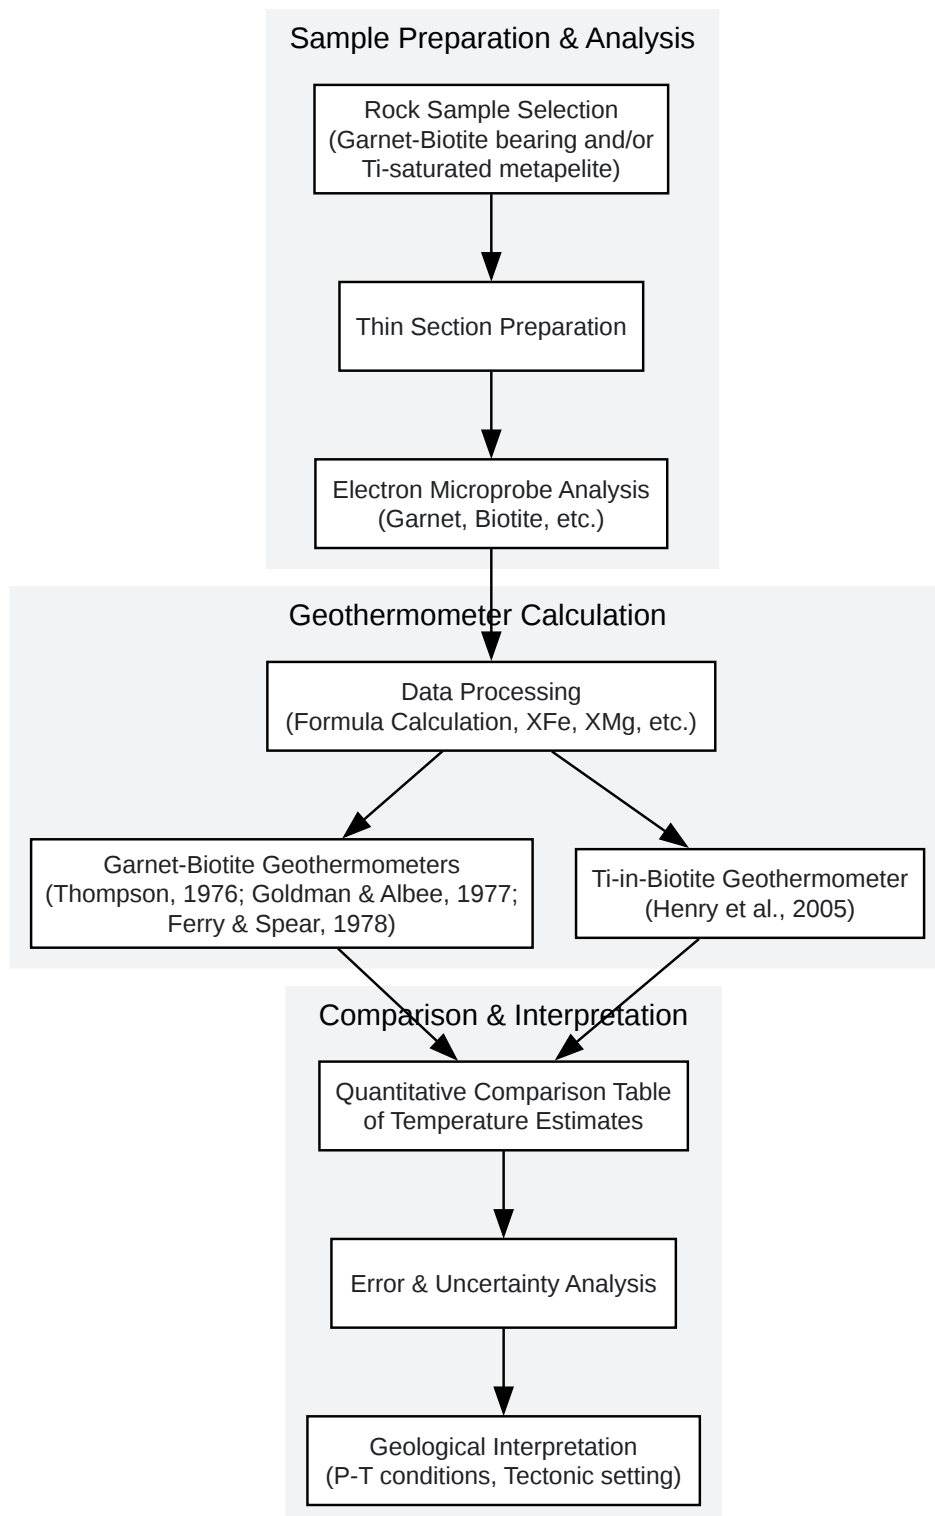 Sample Preparation & Analysis
Rock Sample Selection
(Garnet-Biotite bearing and/or
Ti-saturated metapelite)
Thin Section Preparation
Electron Microprobe Analysis
(Garnet, Biotite, etc.)
Geothermometer Calculation
Data Processing
(Formula Calculation, XFe, XMg, etc.)
Garnet-Biotite Geothermometers
(Thompson, 1976; Goldman & Albee, 1977;
Ferry & Spear, 1978)
Ti-in-Biotite Geothermometer
(Henry et al., 2005)
Comparison & Interpretation
Quantitative Comparison Table
of Temperature Estimates
Error & Uncertainty Analysis
Geological Interpretation
(P-T conditions, Tectonic setting)